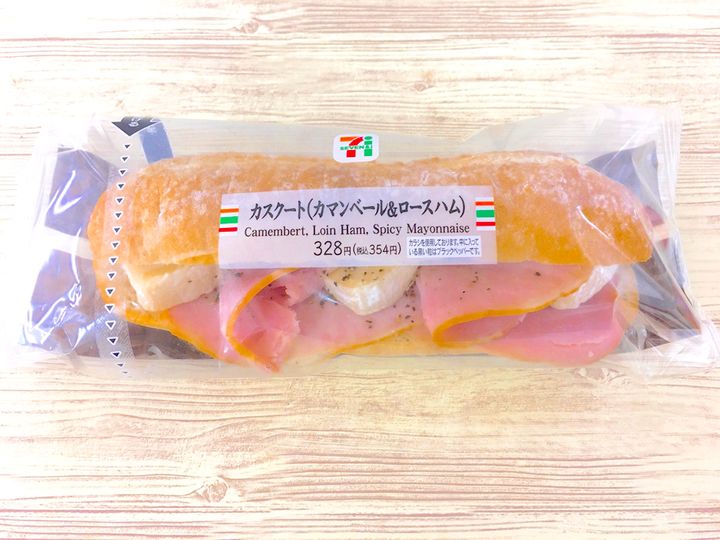 SEVEN&i
カスクート(カマンベール&ロースハム)
Camembert, Loin Ham, Spicy Mayonnaise
328円(税込354円)
カラシを使用しております。中に入って
いる黒い粒はブラックペッパーです。